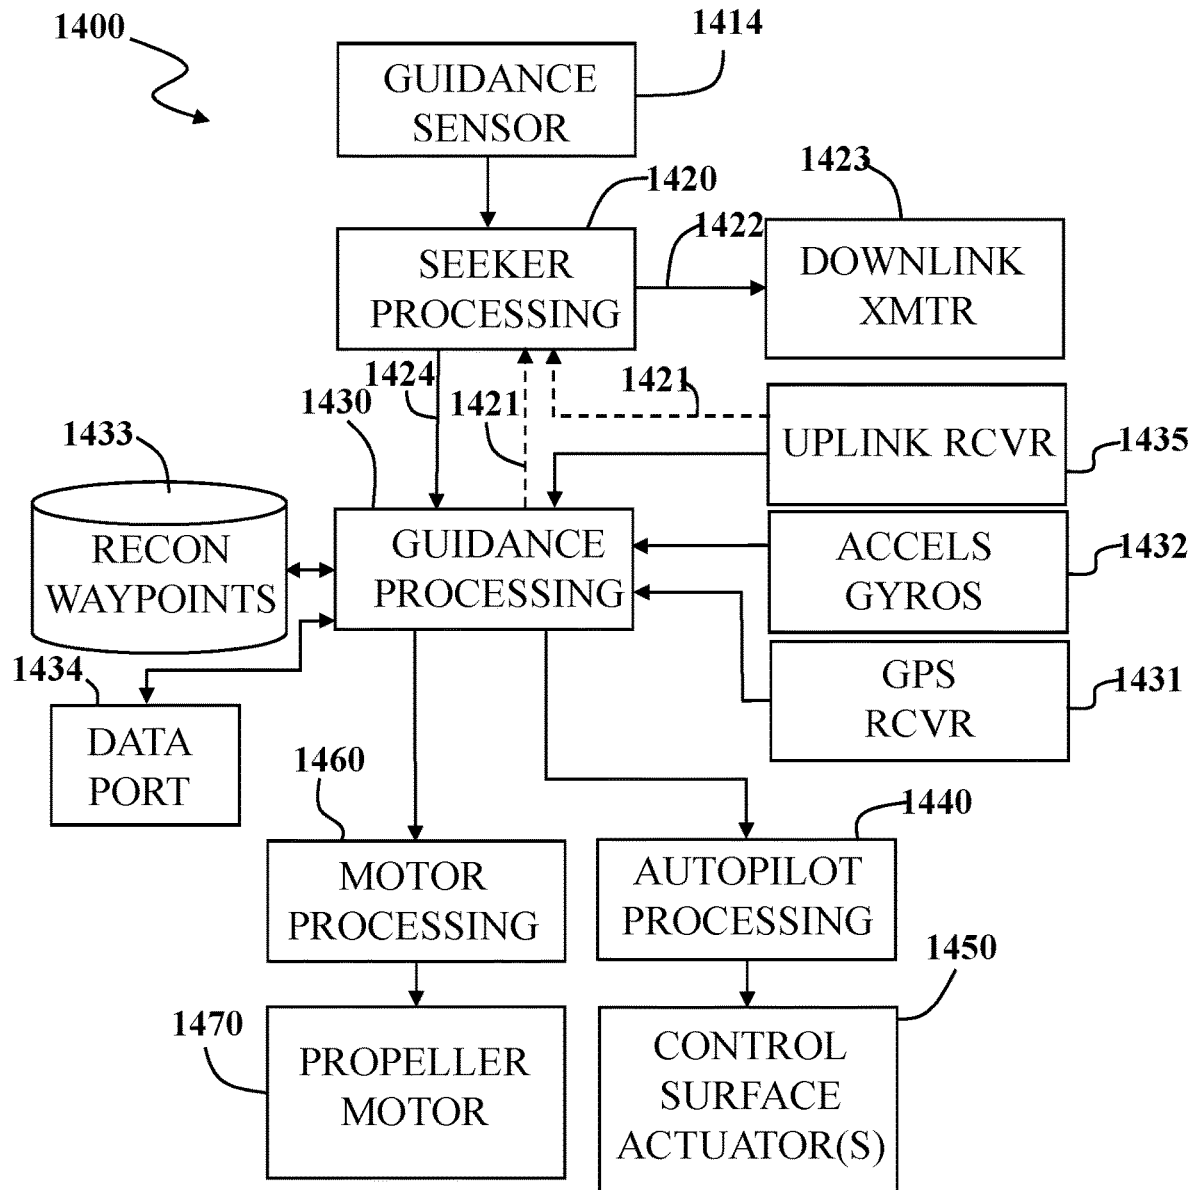 1400
1414
GUIDANCE
SENSOR
1420
1422
1423
SEEKER
PROCESSING
DOWNLINK
XMTR
1424
1421
1421
1430
1433
UPLINK RCVR
1435
RECON
WAYPOINTS
GUIDANCE
PROCESSING
ACCELS
GYROS
1432
1434
GPS
RCVR
1431
DATA
PORT
1460
1440
MOTOR
PROCESSING
AUTOPILOT
PROCESSING
1450
1470
PROPELLER
MOTOR
CONTROL
SURFACE
ACTUATOR(S)